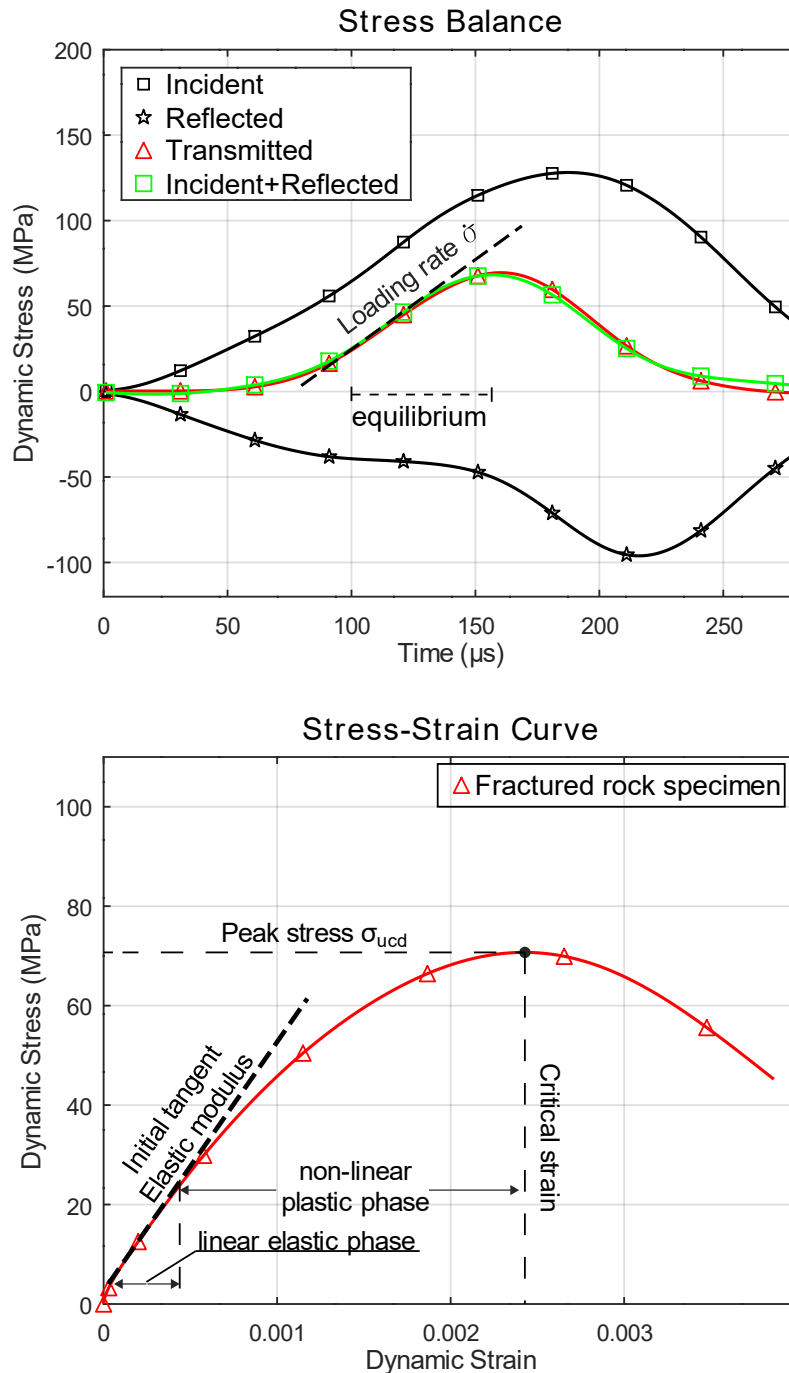 Stress Balance
200
150
100
50
0
-50
-100
Dynamic Stress (MPa)
Incident
Reflected
Transmitted
Incident+Reflected
Loading rate σ̇
equilibrium
0
50
100
150
200
250
Time (µs)
Stress-Strain Curve
100
80
60
40
20
0
Dynamic Stress (MPa)
Fractured rock specimen
Peak stress σucd
Initial tangent
Elastic modulus
non-linear
plastic phase
Critical strain
linear elastic phase
0
0.001
0.002
0.003
Dynamic Strain